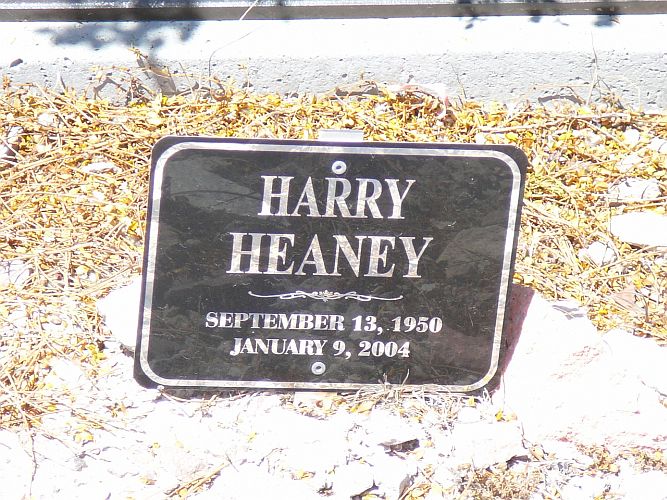 HARRY
HEANEY
SEPTEMBER 13, 1950
JANUARY 9, 2004